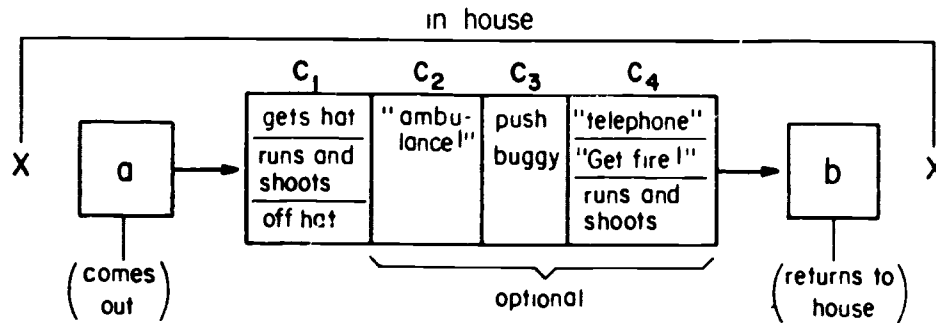 in house
C1 C2 C3 C4
X
a
gets hat
runs and
shoots
off hat
"ambu-
lance!"
push
buggy
"telephone"
"Get fire!"
runs and
shoots
b
X
(comes
out)
optional
(returns to
house)